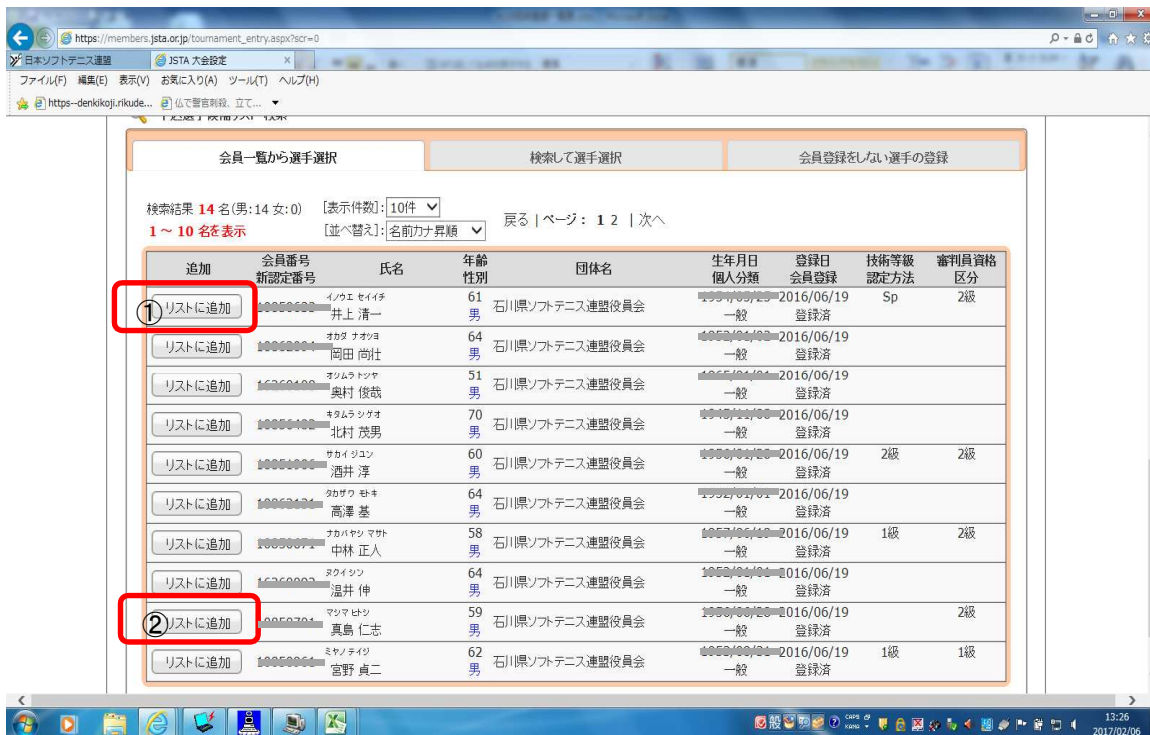 https://members.jsta.or.jp/tournament_entry.aspx?scr=0
日本ソフトテニス連盟 JSTA 大会設定 ×
ファイル(F) 編集(E) 表示(V) お気に入り(A) ツール(T) ヘルプ(H)
https--denkikoji.rikude... 仏で警官刺殺、立て... ▼
会員一覧から選手選択 検索して選手選択 会員登録をしない選手の登録
検索結果 14 名(男:14 女:0) [表示件数]: 10件
戻る | ページ: 1 2 | 次へ
1 ~ 10 名を表示 [並べ替え]: 名前カナ昇順
追加 会員番号 氏名 年齢 団体名 生年月日 登録日 技術等級 審判員資格
新認定番号 性別 個人分類 会員登録 認定方法 区分
イノウエ セイイチ 61 2016/06/19 Sp 2級
① リストに追加 井上 清一 男 石川県ソフトテニス連盟役員会 一般 登録済
オカダ ナオツヨ 64 2016/06/19
リストに追加 岡田 尚壮 男 石川県ソフトテニス連盟役員会 一般 登録済
オクムラ トシヤ 51 2016/06/19
リストに追加 奥村 俊哉 男 石川県ソフトテニス連盟役員会 一般 登録済
キタムラ シゲオ 70 2016/06/19
リストに追加 北村 茂男 男 石川県ソフトテニス連盟役員会 一般 登録済
サカイ ジュン 60 2016/06/19 2級 2級
リストに追加 酒井 淳 男 石川県ソフトテニス連盟役員会 一般 登録済
タカザワ モトキ 64 2016/06/19
リストに追加 高澤 基 男 石川県ソフトテニス連盟役員会 一般 登録済
ナカバヤシ マサト 58 2016/06/19 1級 2級
リストに追加 中林 正人 男 石川県ソフトテニス連盟役員会 一般 登録済
ヌクイ シン 64 2016/06/19
リストに追加 温井 伸 男 石川県ソフトテニス連盟役員会 一般 登録済
マシマ ヒトシ 59 2016/06/19 2級
② リストに追加 真島 仁志 男 石川県ソフトテニス連盟役員会 一般 登録済
ミヤノ テイジ 62 2016/06/19 1級 1級
リストに追加 宮野 貞二 男 石川県ソフトテニス連盟役員会 一般 登録済
般 CAPS KANA 13:26
2017/02/06